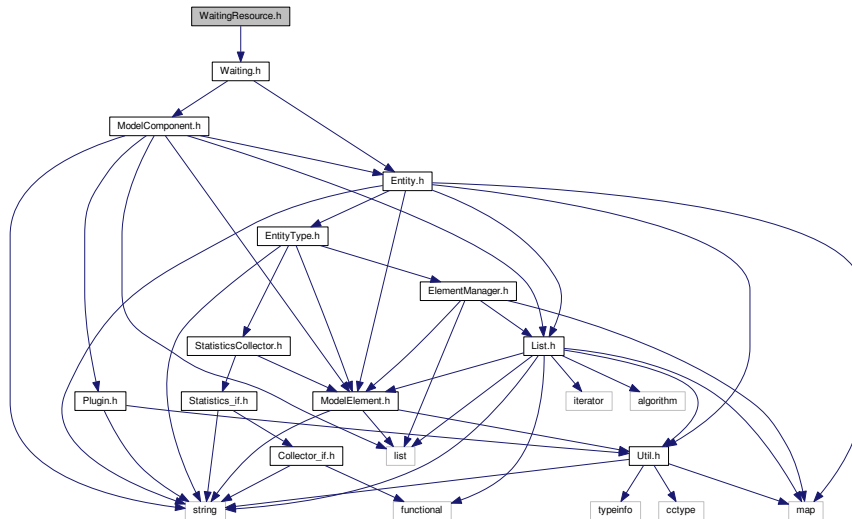 WaitingResource.h
Waiting.h
ModelComponent.h
Entity.h
EntityType.h
ElementManager.h
StatisticsCollector.h
List.h
Plugin.h
Statistics_if.h
ModelElement.h
iterator
algorithm
Collector_if.h
list
Util.h
string
functional
typeinfo
cctype
map